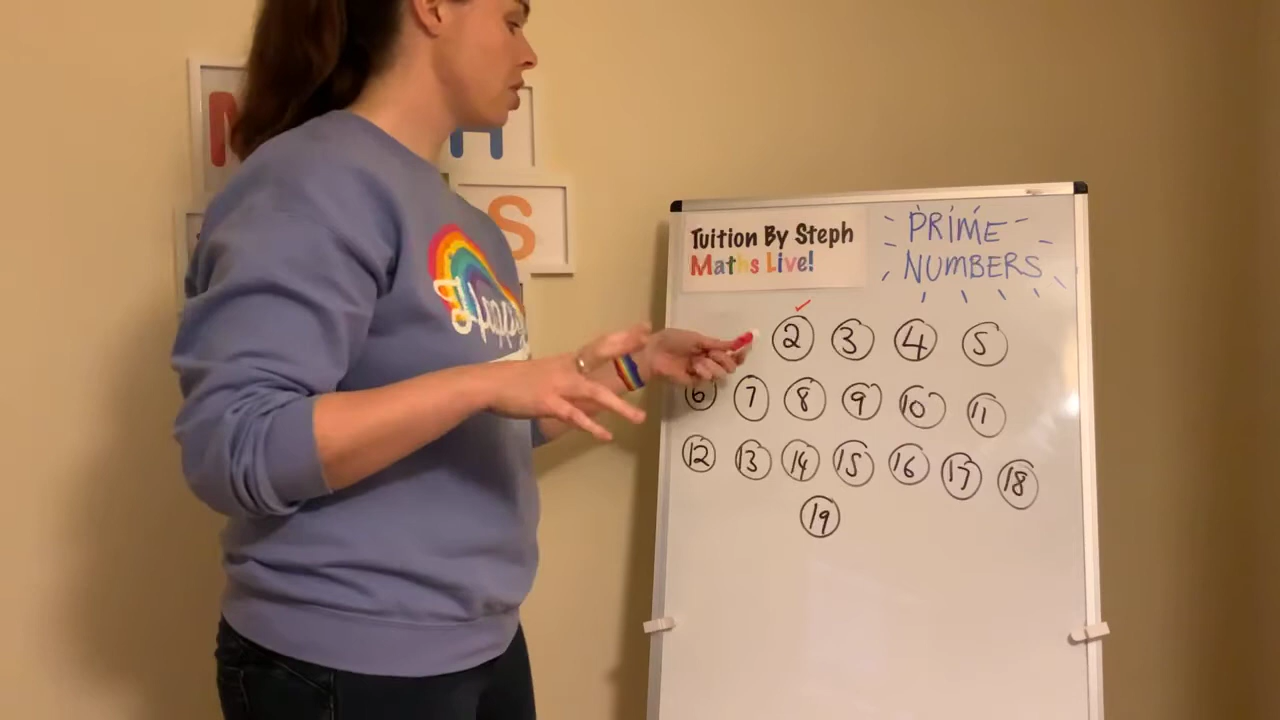 M
H
S
Happy
Tuition By Steph
Maths Live!
PRIME
NUMBERS
2 3 4 5
6 7 8 9 10 11
12 13 14 15 16 17 18
19